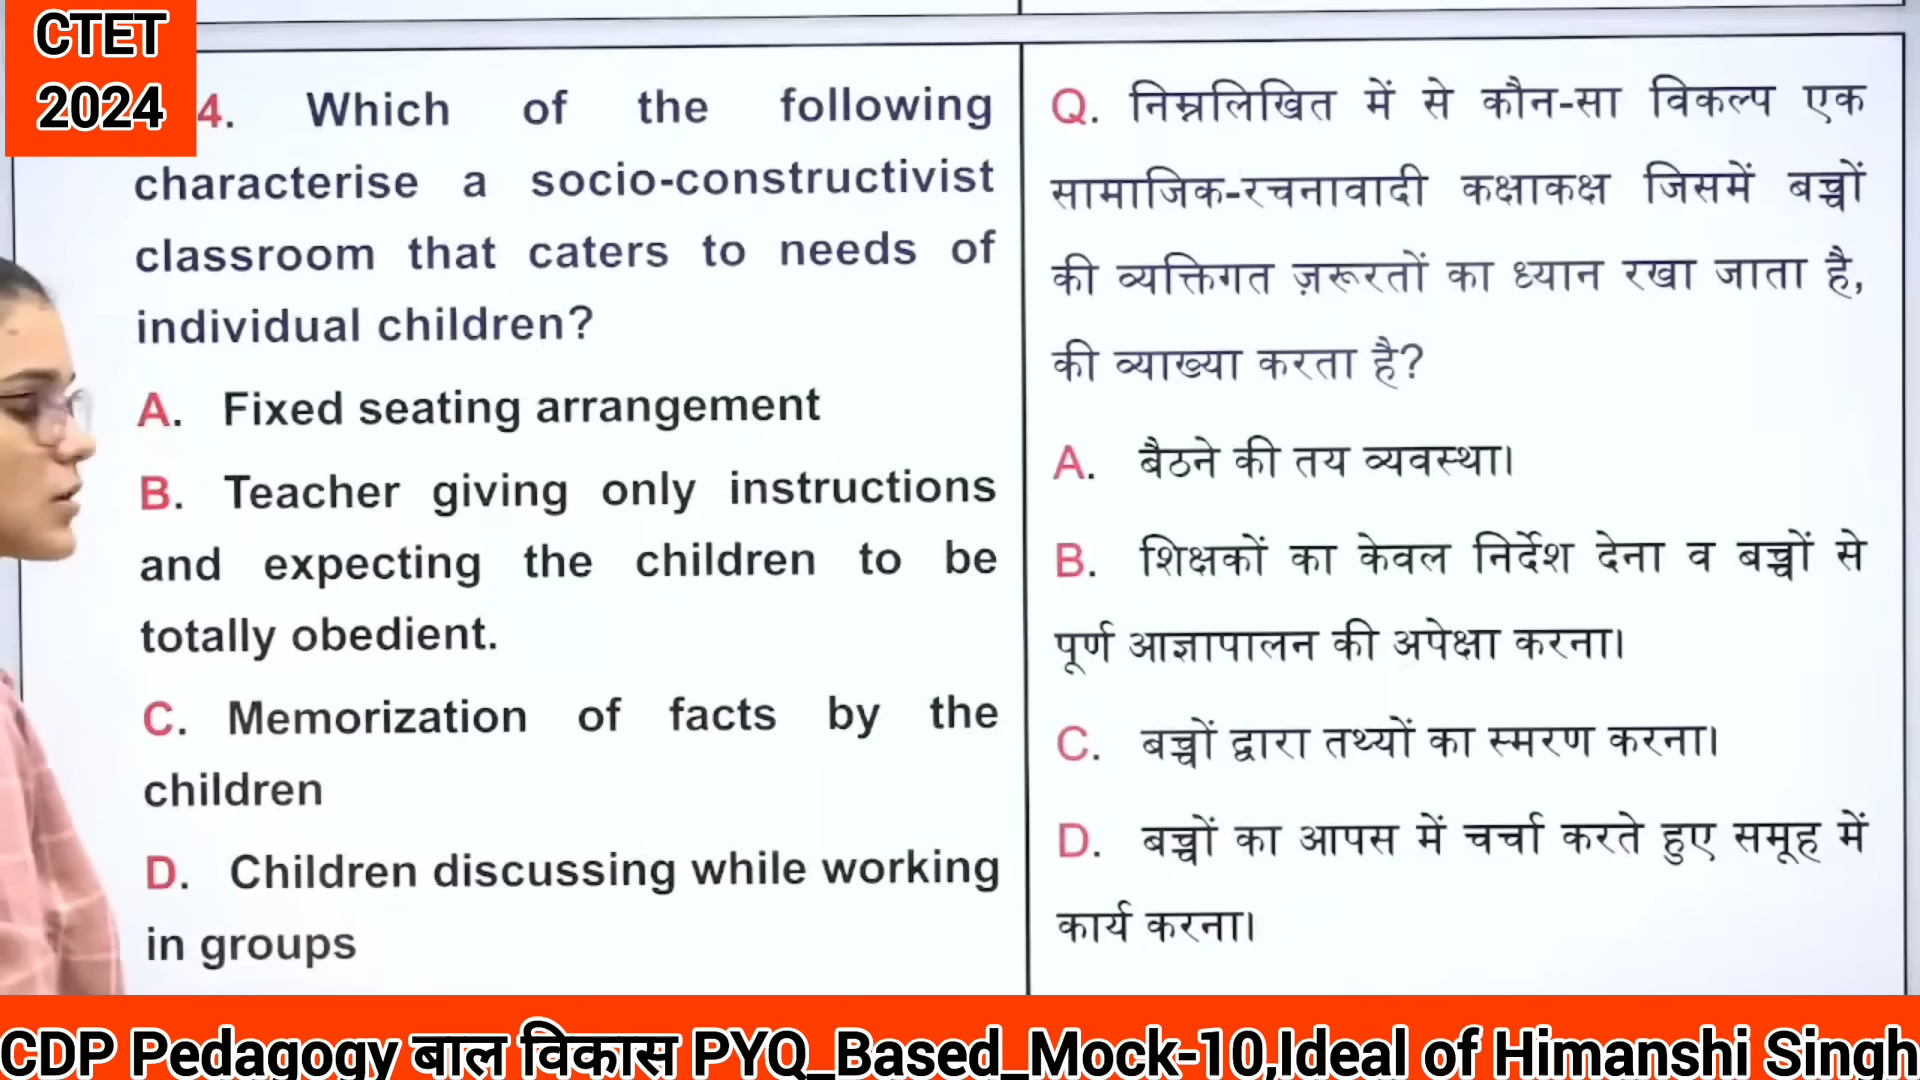 CTET
2024
4. Which of the following
characterise a socio-constructivist
classroom that caters to needs of
individual children?
A. Fixed seating arrangement
B. Teacher giving only instructions
and expecting the children to be
totally obedient.
C. Memorization of facts by the
children
D. Children discussing while working
in groups
Q. निम्नलिखित में से कौन-सा विकल्प एक
सामाजिक-रचनावादी कक्षाकक्ष जिसमें बच्चों
की व्यक्तिगत ज़रूरतों का ध्यान रखा जाता है,
की व्याख्या करता है?
A. बैठने की तय व्यवस्था।
B. शिक्षकों का केवल निर्देश देना व बच्चों से
पूर्ण आज्ञापालन की अपेक्षा करना।
C. बच्चों द्वारा तथ्यों का स्मरण करना।
D. बच्चों का आपस में चर्चा करते हुए समूह में
कार्य करना।
CDP Pedagogy बाल विकास PYQ_Based_Mock-10,Ideal of Himanshi Singh